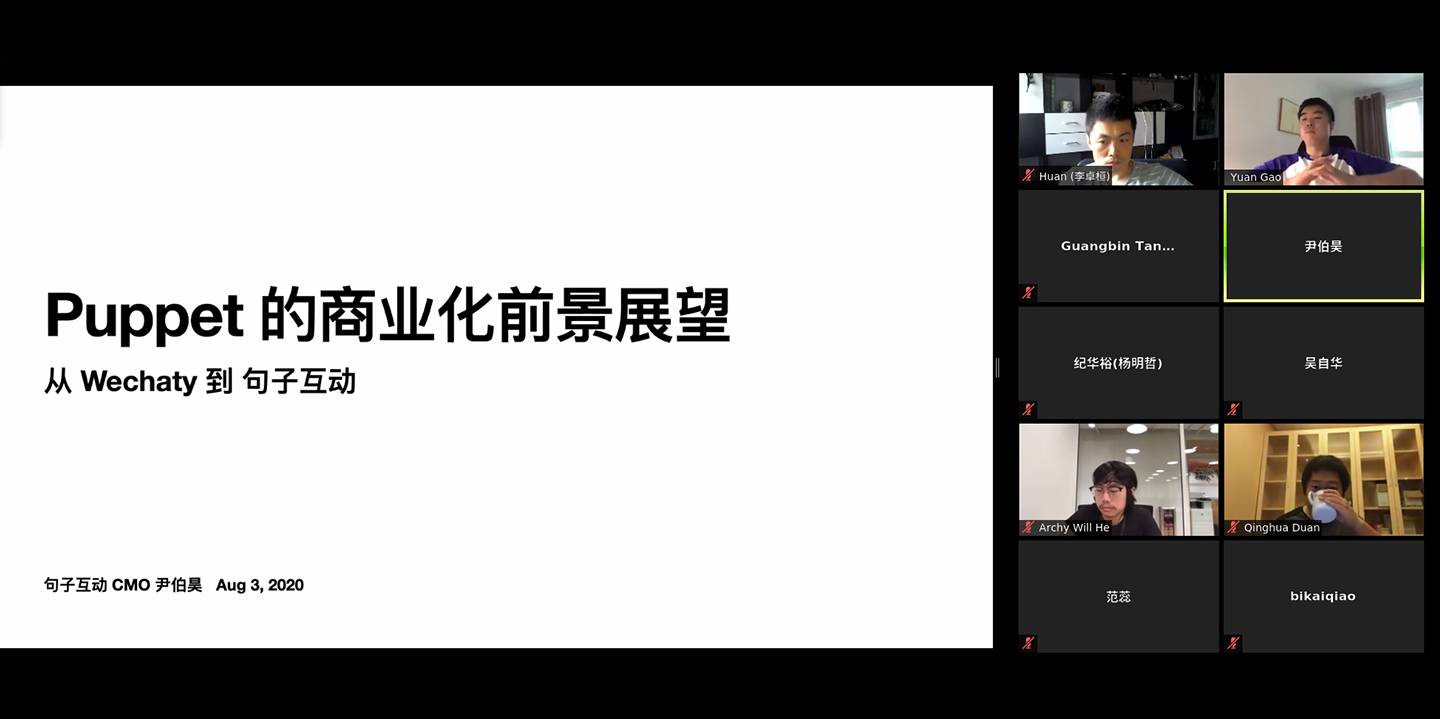 Puppet 的商业化前景展望
从 Wechaty 到 句子互动
句子互动 CMO 尹伯昊 Aug 3, 2020
Huan (李卓桓)
Yuan Gao
Guangbin Tan...
尹伯昊
纪华裕(杨明哲)
吴自华
Archy Will He
Qinghua Duan
范蕊
bikaiqiao